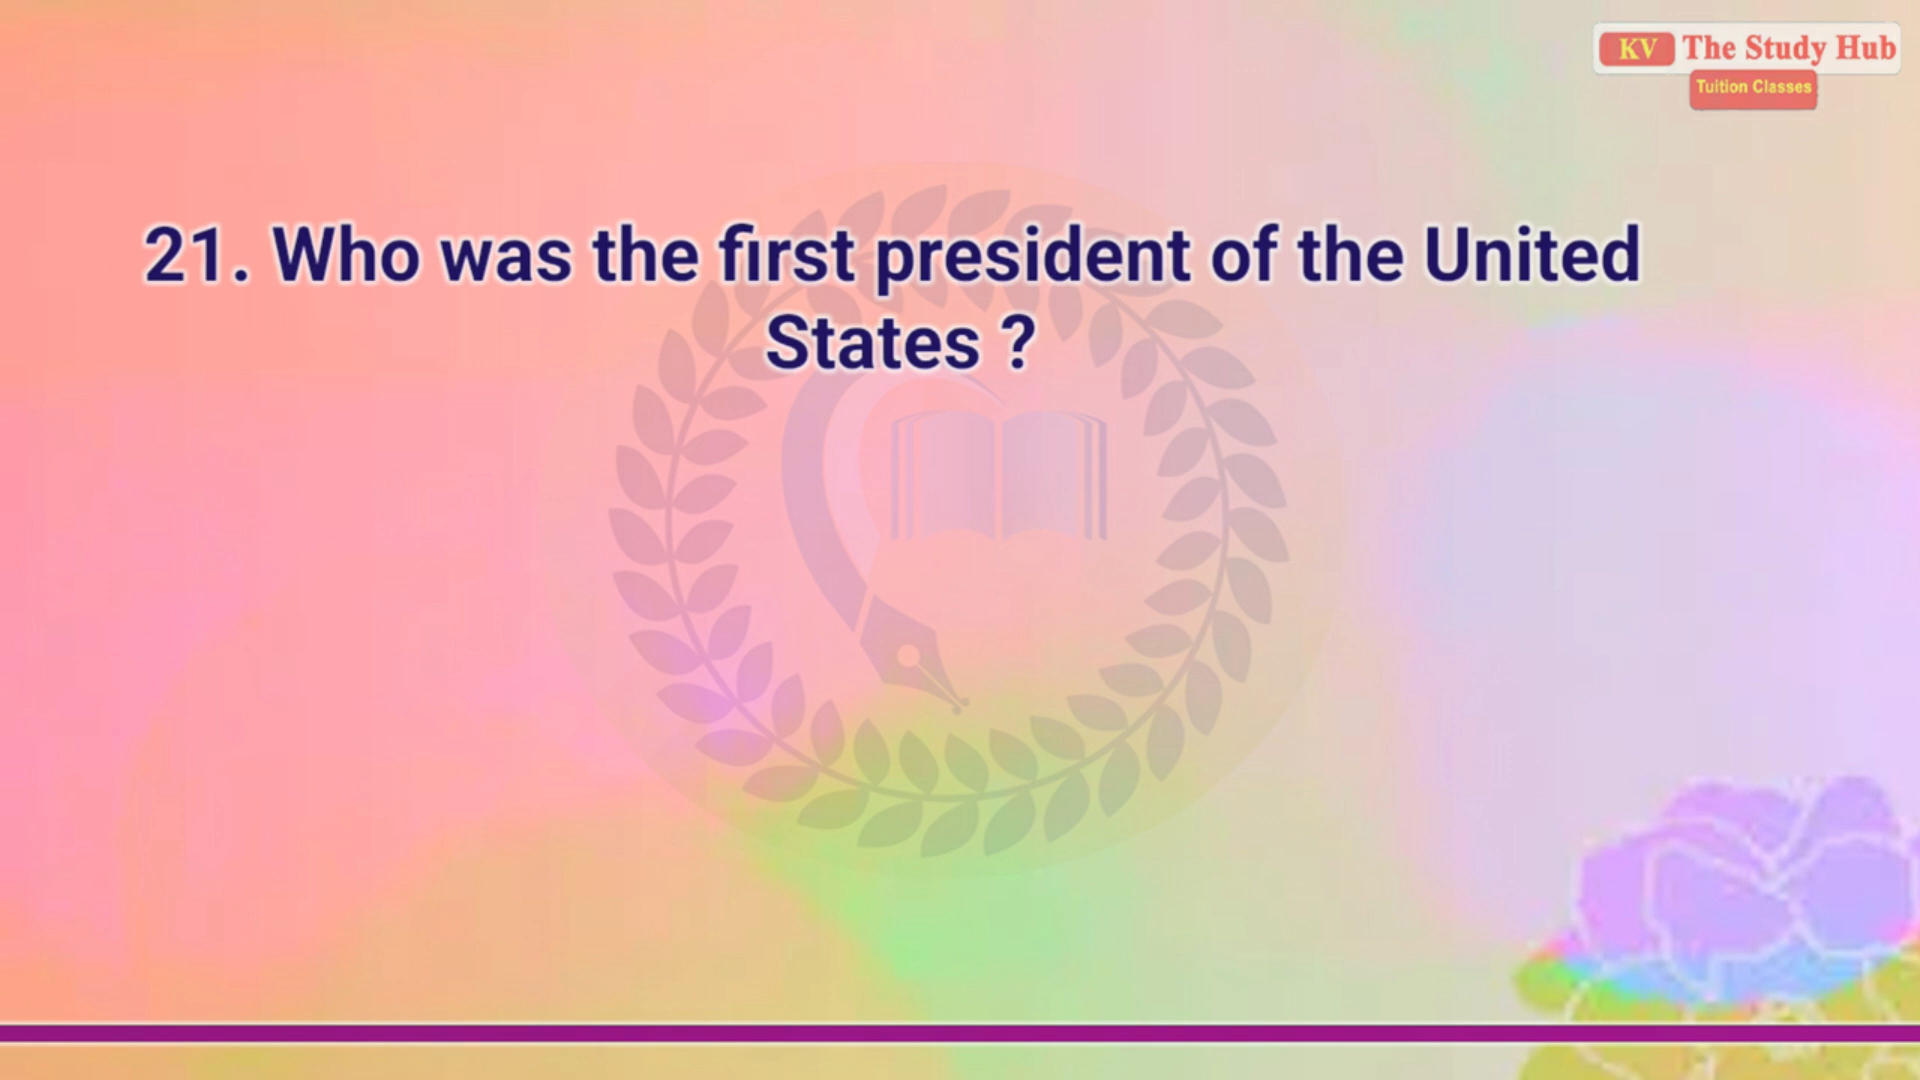 KV The Study Hub
Tuition Classes
21. Who was the first president of the United
States ?